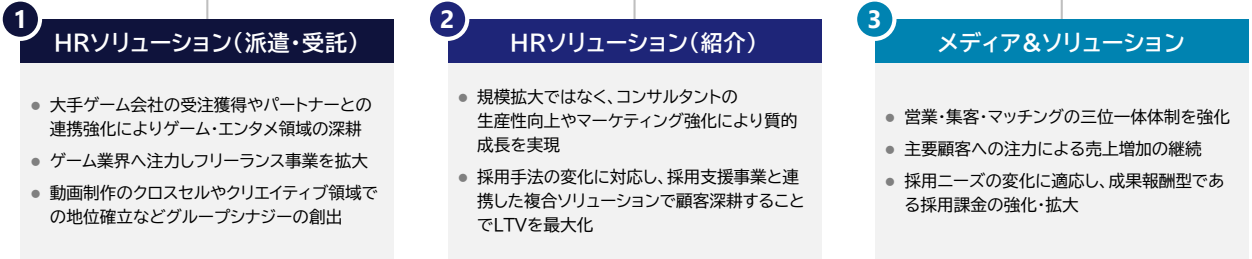 1
HRソリューション(派遣・受託)
● 大手ゲーム会社の受注獲得やパートナーとの
連携強化によりゲーム・エンタメ領域の深耕
● ゲーム業界へ注力しフリーランス事業を拡大
● 動画制作のクロスセルやクリエイティブ領域で
の地位確立などグループシナジーの創出
2
HRソリューション(紹介)
● 規模拡大ではなく、コンサルタントの
生産性向上やマーケティング強化により質的
成長を実現
● 採用手法の変化に対応し、採用支援事業と連
携した複合ソリューションで顧客深耕すること
でLTVを最大化
3
メディア&ソリューション
● 営業・集客・マッチングの三位一体体制を強化
● 主要顧客への注力による売上増加の継続
● 採用ニーズの変化に適応し、成果報酬型であ
る採用課金の強化・拡大